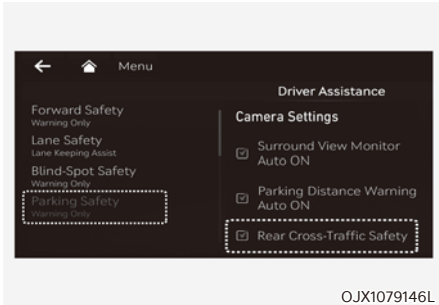 Menu
Driver Assistance
Forward Safety
Warning Only
Lane Safety
Lane Keeping Assist
Blind-Spot Safety
Warning Only
Parking Safety
Warning Only
Camera Settings
Surround View Monitor
Auto ON
Parking Distance Warning
Auto ON
Rear Cross-Traffic Safety
OJX1079146L